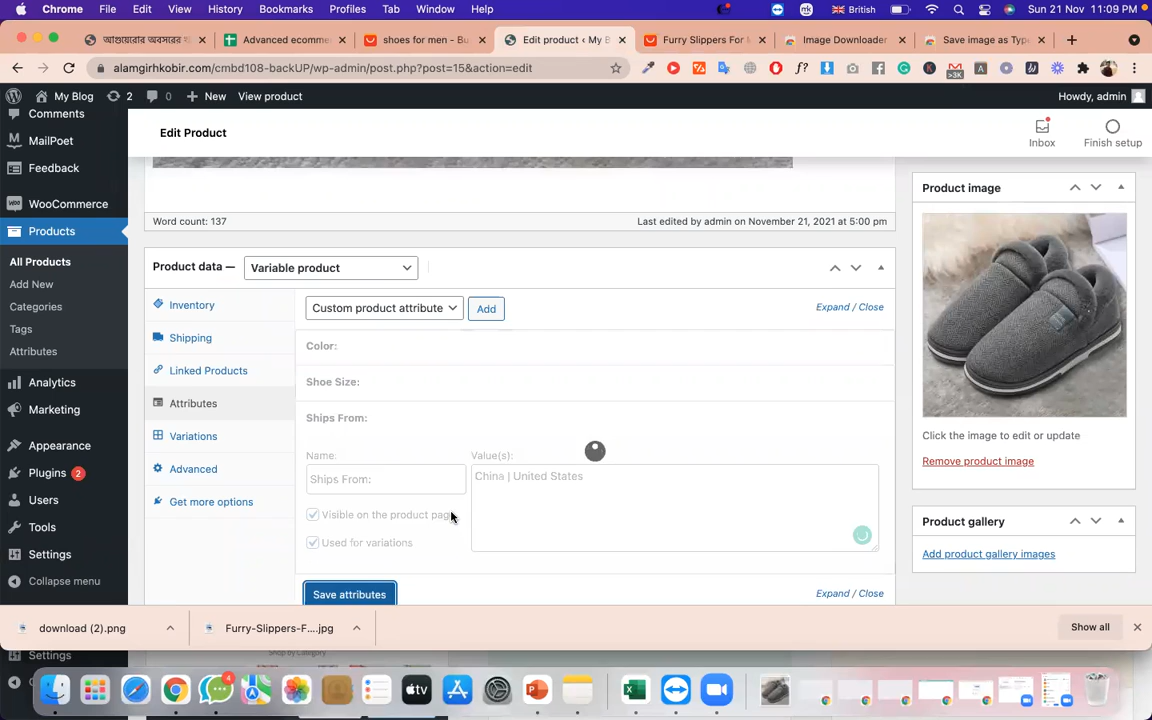 Chrome File Edit View History Bookmarks Profiles Tab Window Help British Sun 21 Nov 11:09 PM
Advanced ecomme shoes for men - Bu Edit product ‹ My B Furry Slippers For M Image Downloader Save image as Type
alamgirhkobir.com/cmbd108-backUP/wp-admin/post.php?post=15&action=edit
>3K
My Blog 2 0 New View product Howdy, admin
Comments
MailPoet
Feedback
WooCommerce
Products
All Products
Add New
Categories
Tags
Attributes
Analytics
Marketing
Appearance
Plugins 2
Users
Tools
Settings
Collapse menu
Edit Product
Inbox
Finish setup
Word count: 137
Last edited by admin on November 21, 2021 at 5:00 pm
Product data — Variable product
Inventory
Shipping
Linked Products
Attributes
Variations
Advanced
Get more options
Custom product attribute
Add
Expand / Close
Color:
Shoe Size:
Ships From:
Name:
Value(s):
Ships From:
China | United States
Visible on the product page
Used for variations
Save attributes
Expand / Close
Product image
Click the image to edit or update
Remove product image
Product gallery
Add product gallery images
download (2).png
Furry-Slippers-F....jpg
Show all
Settings
Shop by Category
4
tv